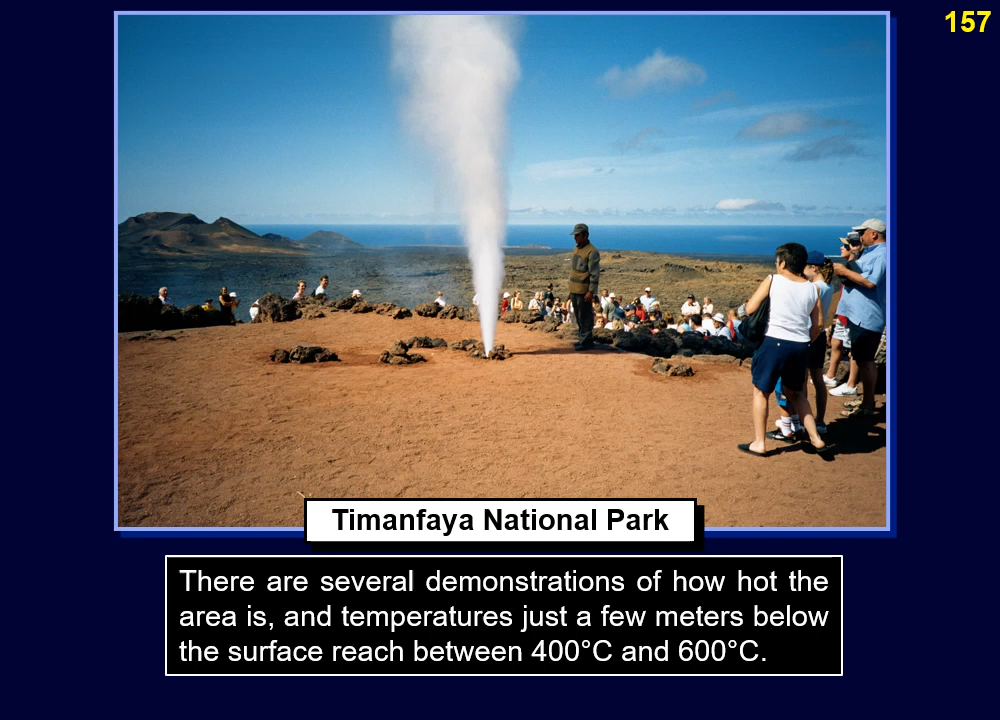 157
Timanfaya National Park
There are several demonstrations of how hot the
area is, and temperatures just a few meters below
the surface reach between 400°C and 600°C.